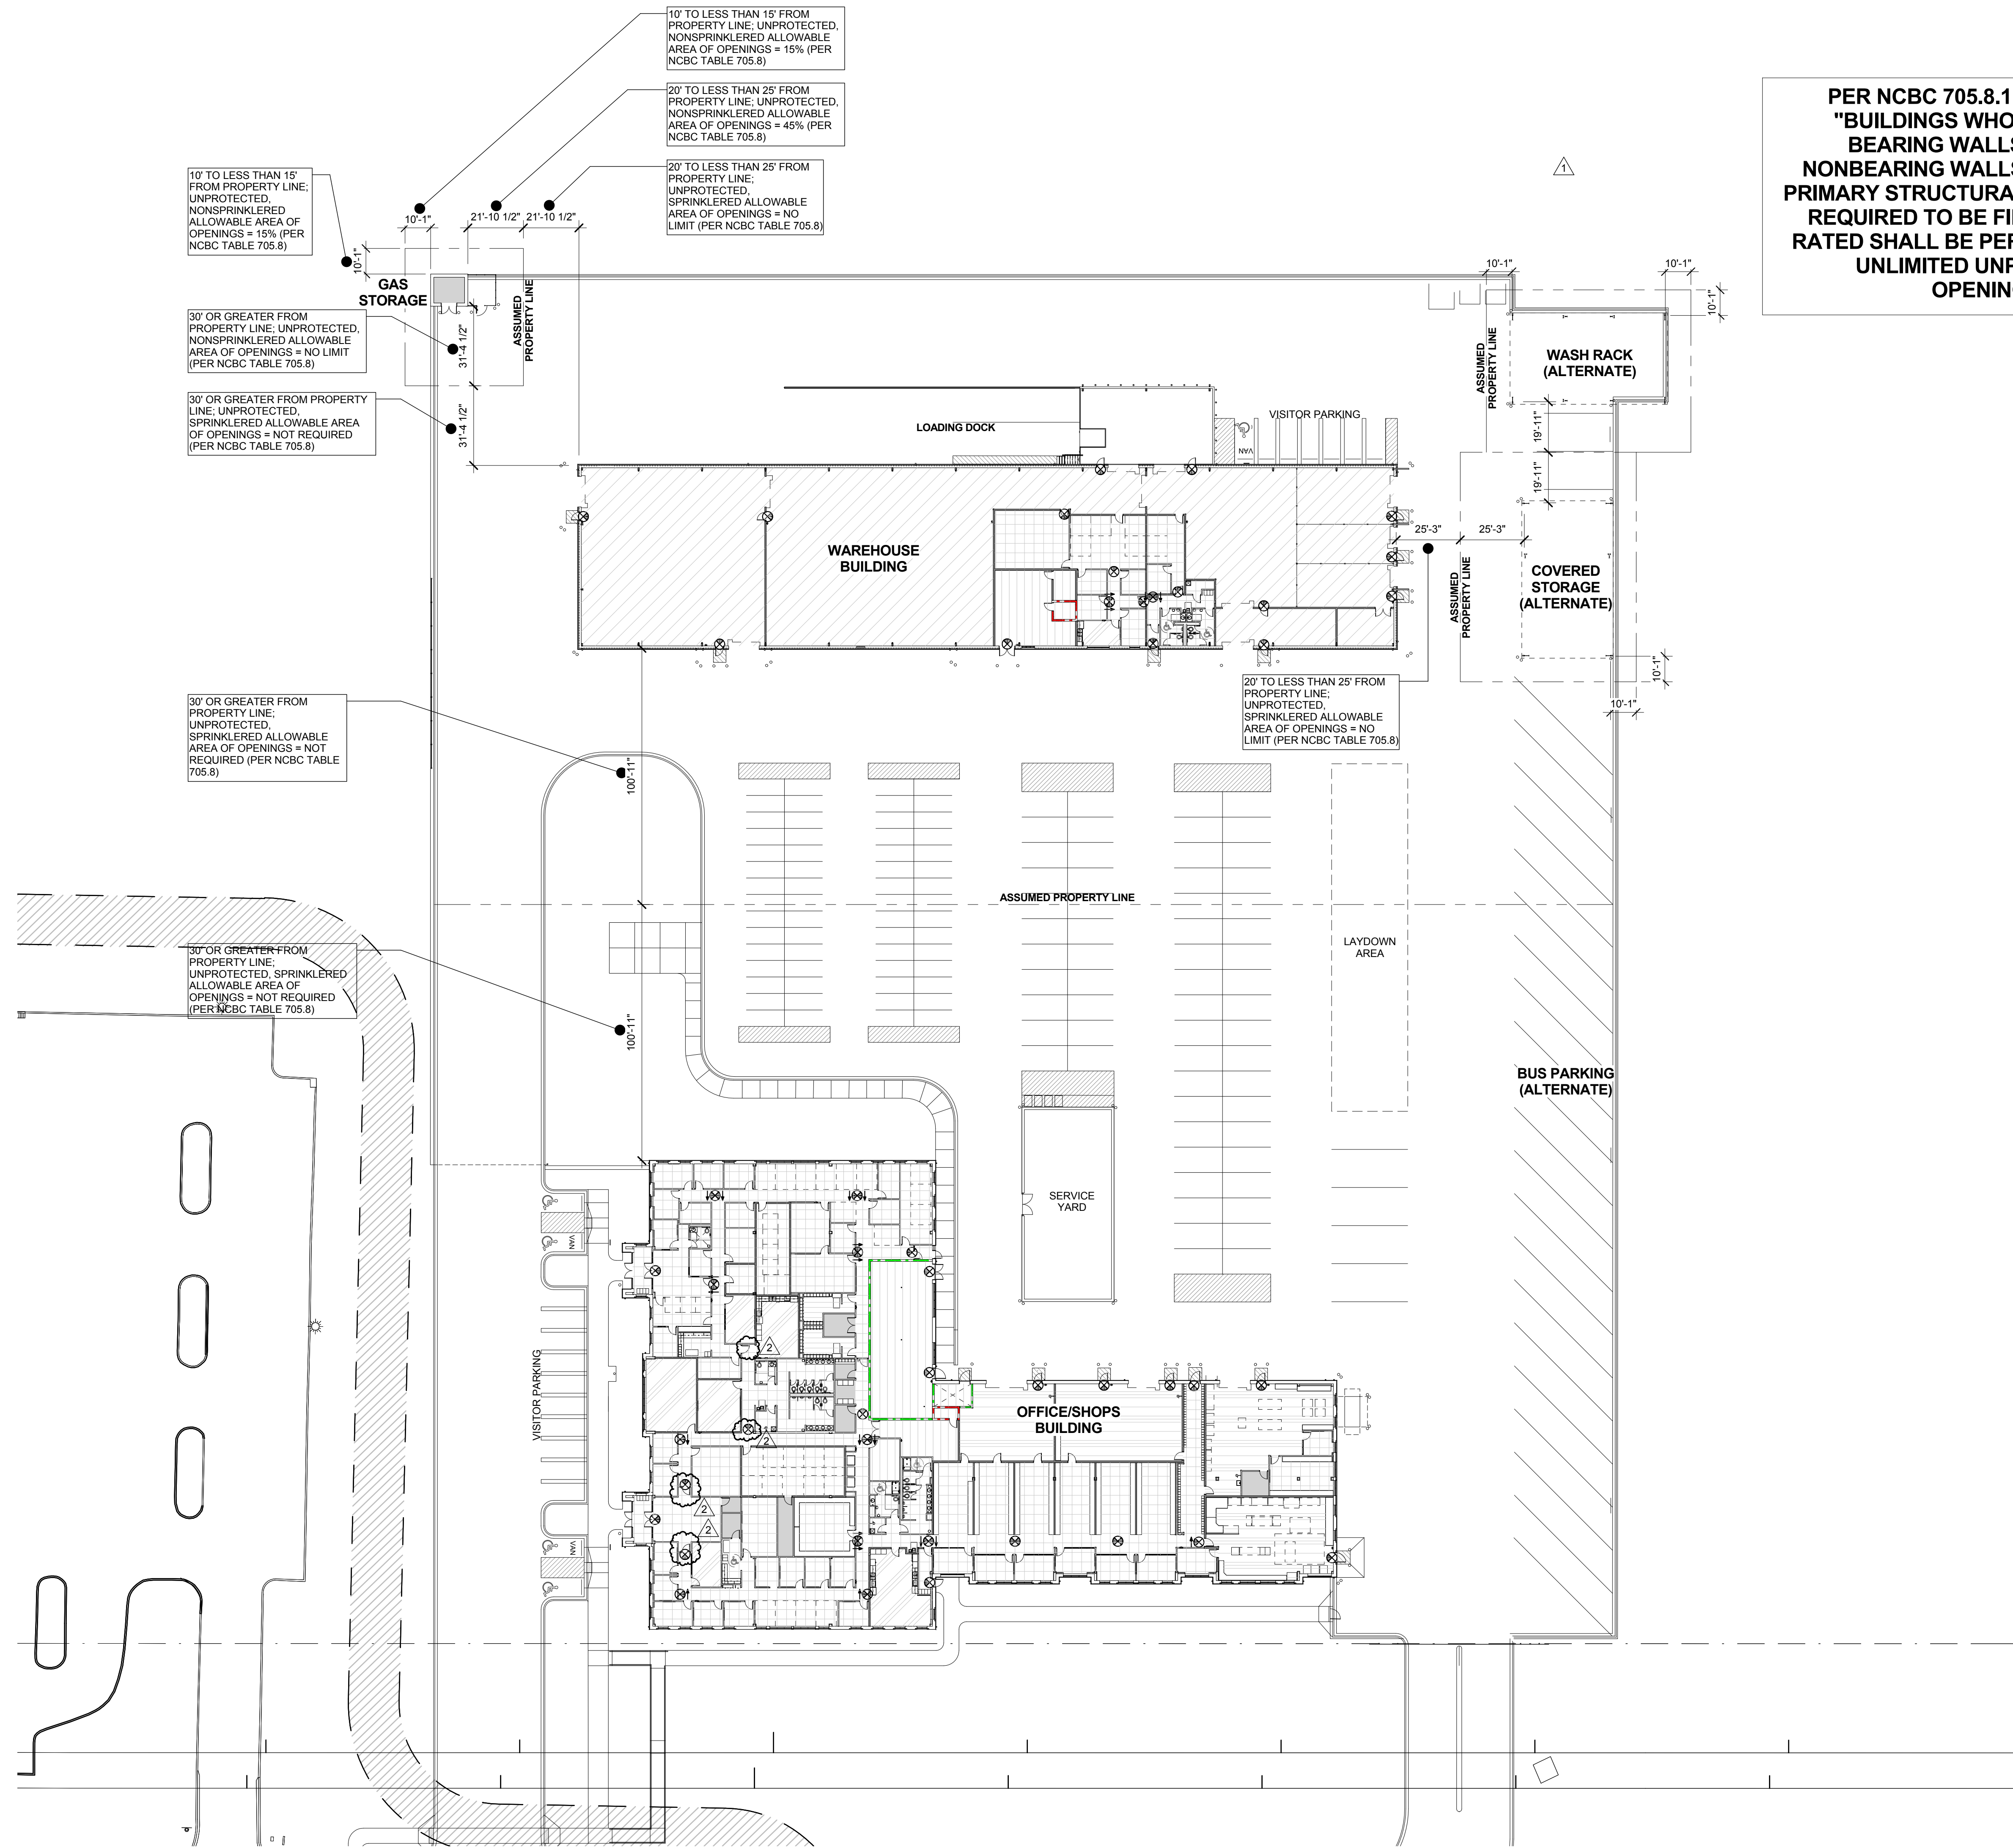 10' TO LESS THAN 15' FROM
PROPERTY LINE; UNPROTECTED,
NONSPRINKLERED ALLOWABLE
AREA OF OPENINGS = 15% (PER
NCBC TABLE 705.8)
20' TO LESS THAN 25' FROM
PROPERTY LINE; UNPROTECTED,
NONSPRINKLERED ALLOWABLE
AREA OF OPENINGS = 45% (PER
NCBC TABLE 705.8)
20' TO LESS THAN 25' FROM
PROPERTY LINE;
UNPROTECTED,
SPRINKLERED ALLOWABLE
AREA OF OPENINGS = NO
LIMIT (PER NCBC TABLE 705.8)
PER NCBC 705.8.1
"BUILDINGS WHO
BEARING WALLS
NONBEARING WALLS
PRIMARY STRUCTURA
REQUIRED TO BE FI
RATED SHALL BE PER
UNLIMITED UNP
OPENIN
1
10' TO LESS THAN 15'
FROM PROPERTY LINE;
UNPROTECTED,
NONSPRINKLERED
ALLOWABLE AREA OF
OPENINGS = 15% (PER
NCBC TABLE 705.8)
10'-1"
21'-10 1/2"
21'-10 1/2"
10'-1"
GAS
STORAGE
ASSUMED
PROPERTY LINE
10'-1"
10'-1"
10'-1"
30' OR GREATER FROM
PROPERTY LINE; UNPROTECTED,
NONSPRINKLERED ALLOWABLE
AREA OF OPENINGS = NO LIMIT
(PER NCBC TABLE 705.8)
31'-4 1/2"
30' OR GREATER FROM PROPERTY
LINE; UNPROTECTED,
SPRINKLERED ALLOWABLE AREA
OF OPENINGS = NOT REQUIRED
(PER NCBC TABLE 705.8)
31'-4 1/2"
ASSUMED
PROPERTY LINE
WASH RACK
(ALTERNATE)
LOADING DOCK
VISITOR PARKING
VAN
19'-11"
19'-11"
WAREHOUSE
BUILDING
25'-3"
25'-3"
ASSUMED
PROPERTY LINE
COVERED
STORAGE
(ALTERNATE)
10'-1"
10'-1"
20' TO LESS THAN 25' FROM
PROPERTY LINE;
UNPROTECTED,
SPRINKLERED ALLOWABLE
AREA OF OPENINGS = NO
LIMIT (PER NCBC TABLE 705.8)
30' OR GREATER FROM
PROPERTY LINE;
UNPROTECTED,
SPRINKLERED ALLOWABLE
AREA OF OPENINGS = NOT
REQUIRED (PER NCBC TABLE
705.8)
100'-11"
ASSUMED PROPERTY LINE
LAYDOWN
AREA
30' OR GREATER FROM
PROPERTY LINE;
UNPROTECTED, SPRINKLERED
ALLOWABLE AREA OF
OPENINGS = NOT REQUIRED
(PER NCBC TABLE 705.8)
100'-11"
BUS PARKING
(ALTERNATE)
SERVICE
YARD
VAN
VISITOR PARKING
2
OFFICE/SHOPS
BUILDING
2
2
2
VAN